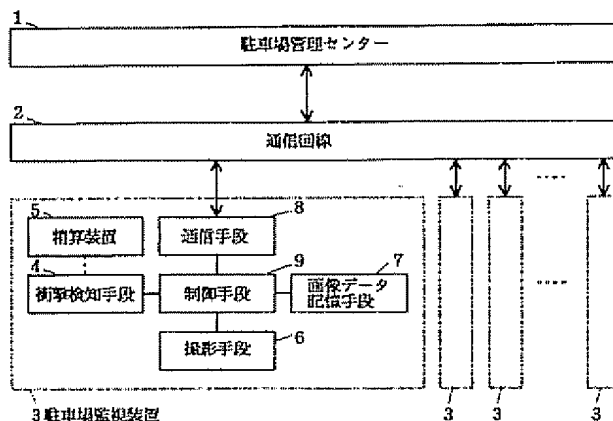 1
駐車場管理センター
2
通信回線
5
精算装置
8
通信手段
4
衝撃検知手段
9
制御手段
7
画像データ
記憶手段
撮影手段
6
3 駐車場監視装置
3
3
3